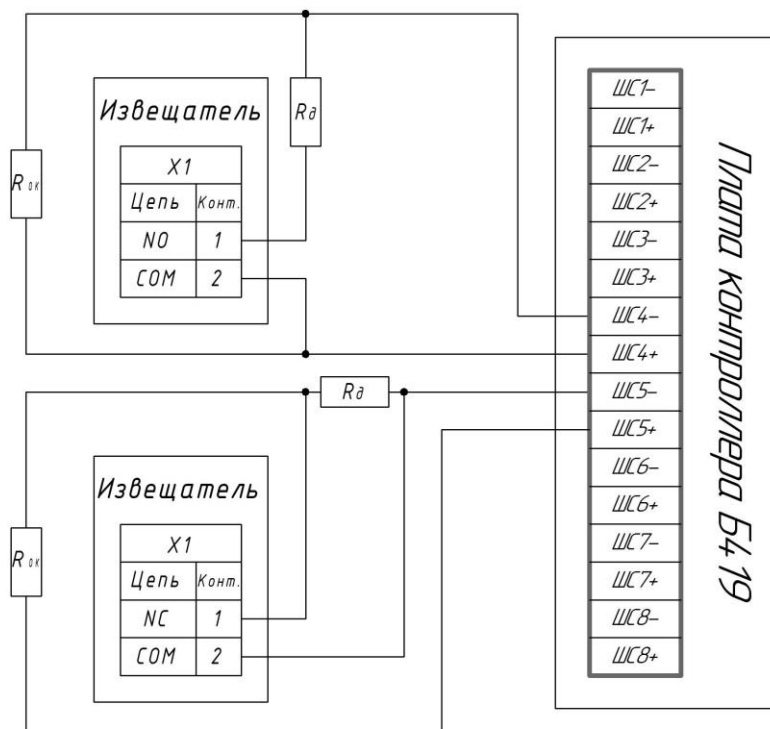 Извещатель
X1
Цепь Конт.
NO 1
COM 2
Rок
Rд
Rд
Извещатель
X1
Цепь Конт.
NC 1
COM 2
Rок
ШС1-
ШС1+
ШС2-
ШС2+
ШС3-
ШС3+
ШС4-
ШС4+
ШС5-
ШС5+
ШС6-
ШС6+
ШС7-
ШС7+
ШС8-
ШС8+
Плата контроллера Б419